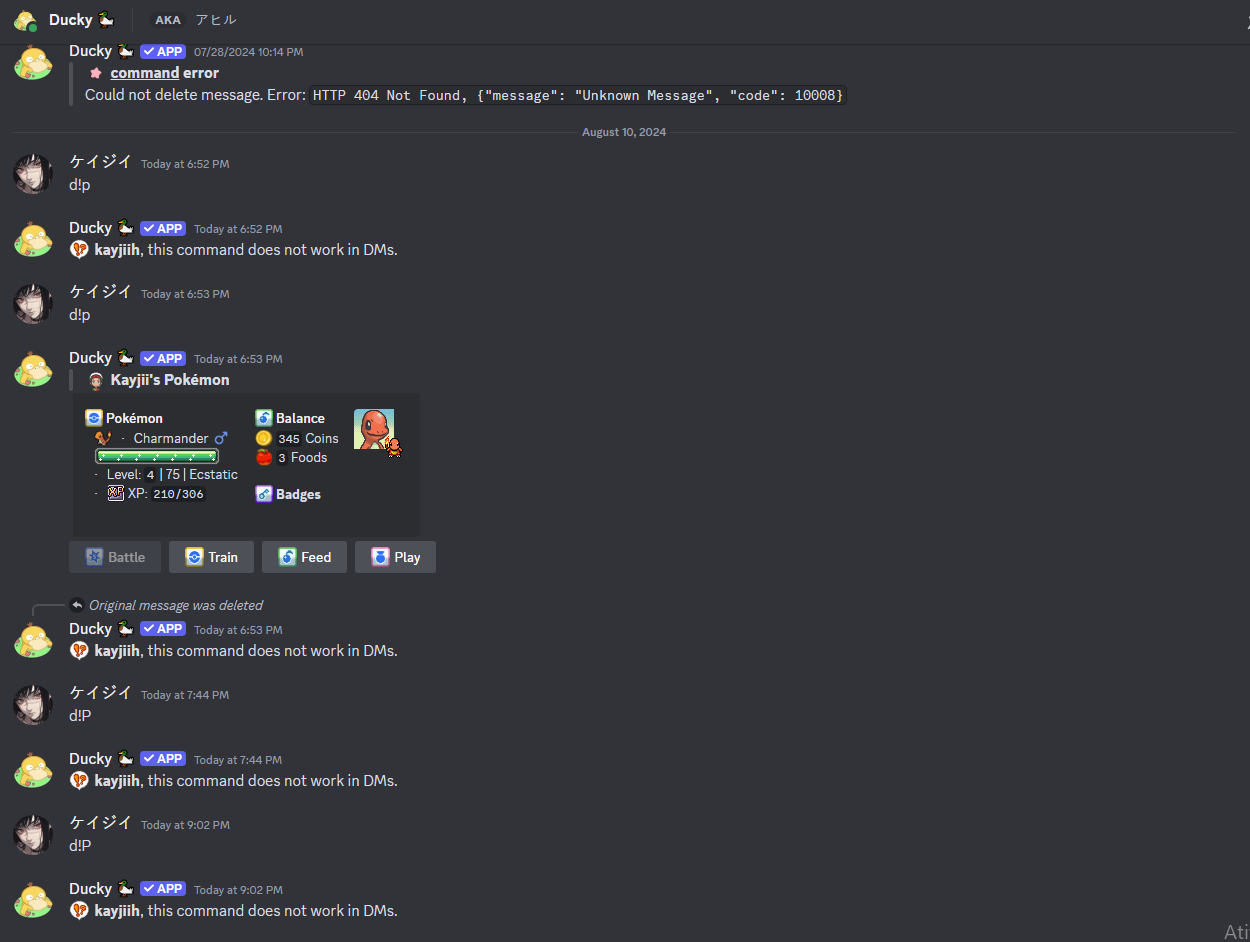 Ducky AKA アヒル
Ducky ✓ APP 07/28/2024 10:14 PM
command error
Could not delete message. Error: HTTP 404 Not Found, {"message": "Unknown Message", "code": 10008}
August 10, 2024
ケイジイ Today at 6:52 PM
d!p
Ducky ✓ APP Today at 6:52 PM
!? kayjiih, this command does not work in DMs.
ケイジイ Today at 6:53 PM
d!p
Ducky ✓ APP Today at 6:53 PM
Kayjii's Pokémon
Pokémon
· Charmander ♂
· Level: 4 | 75 | Ecstatic
· XP XP: 210/306
Balance
345 Coins
3 Foods
Badges
Battle Train Feed Play
Original message was deleted
Ducky ✓ APP Today at 6:53 PM
!? kayjiih, this command does not work in DMs.
ケイジイ Today at 7:44 PM
d!P
Ducky ✓ APP Today at 7:44 PM
!? kayjiih, this command does not work in DMs.
ケイジイ Today at 9:02 PM
d!P
Ducky ✓ APP Today at 9:02 PM
!? kayjiih, this command does not work in DMs.
Ati